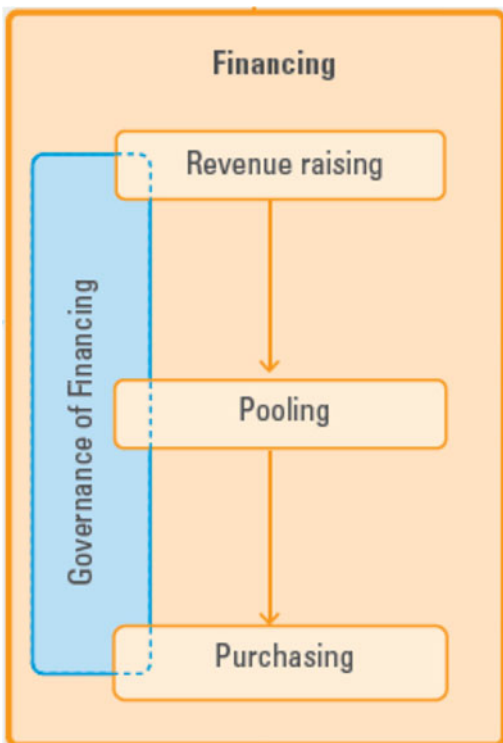 Financing
Revenue raising
Governance of Financing
Pooling
Purchasing